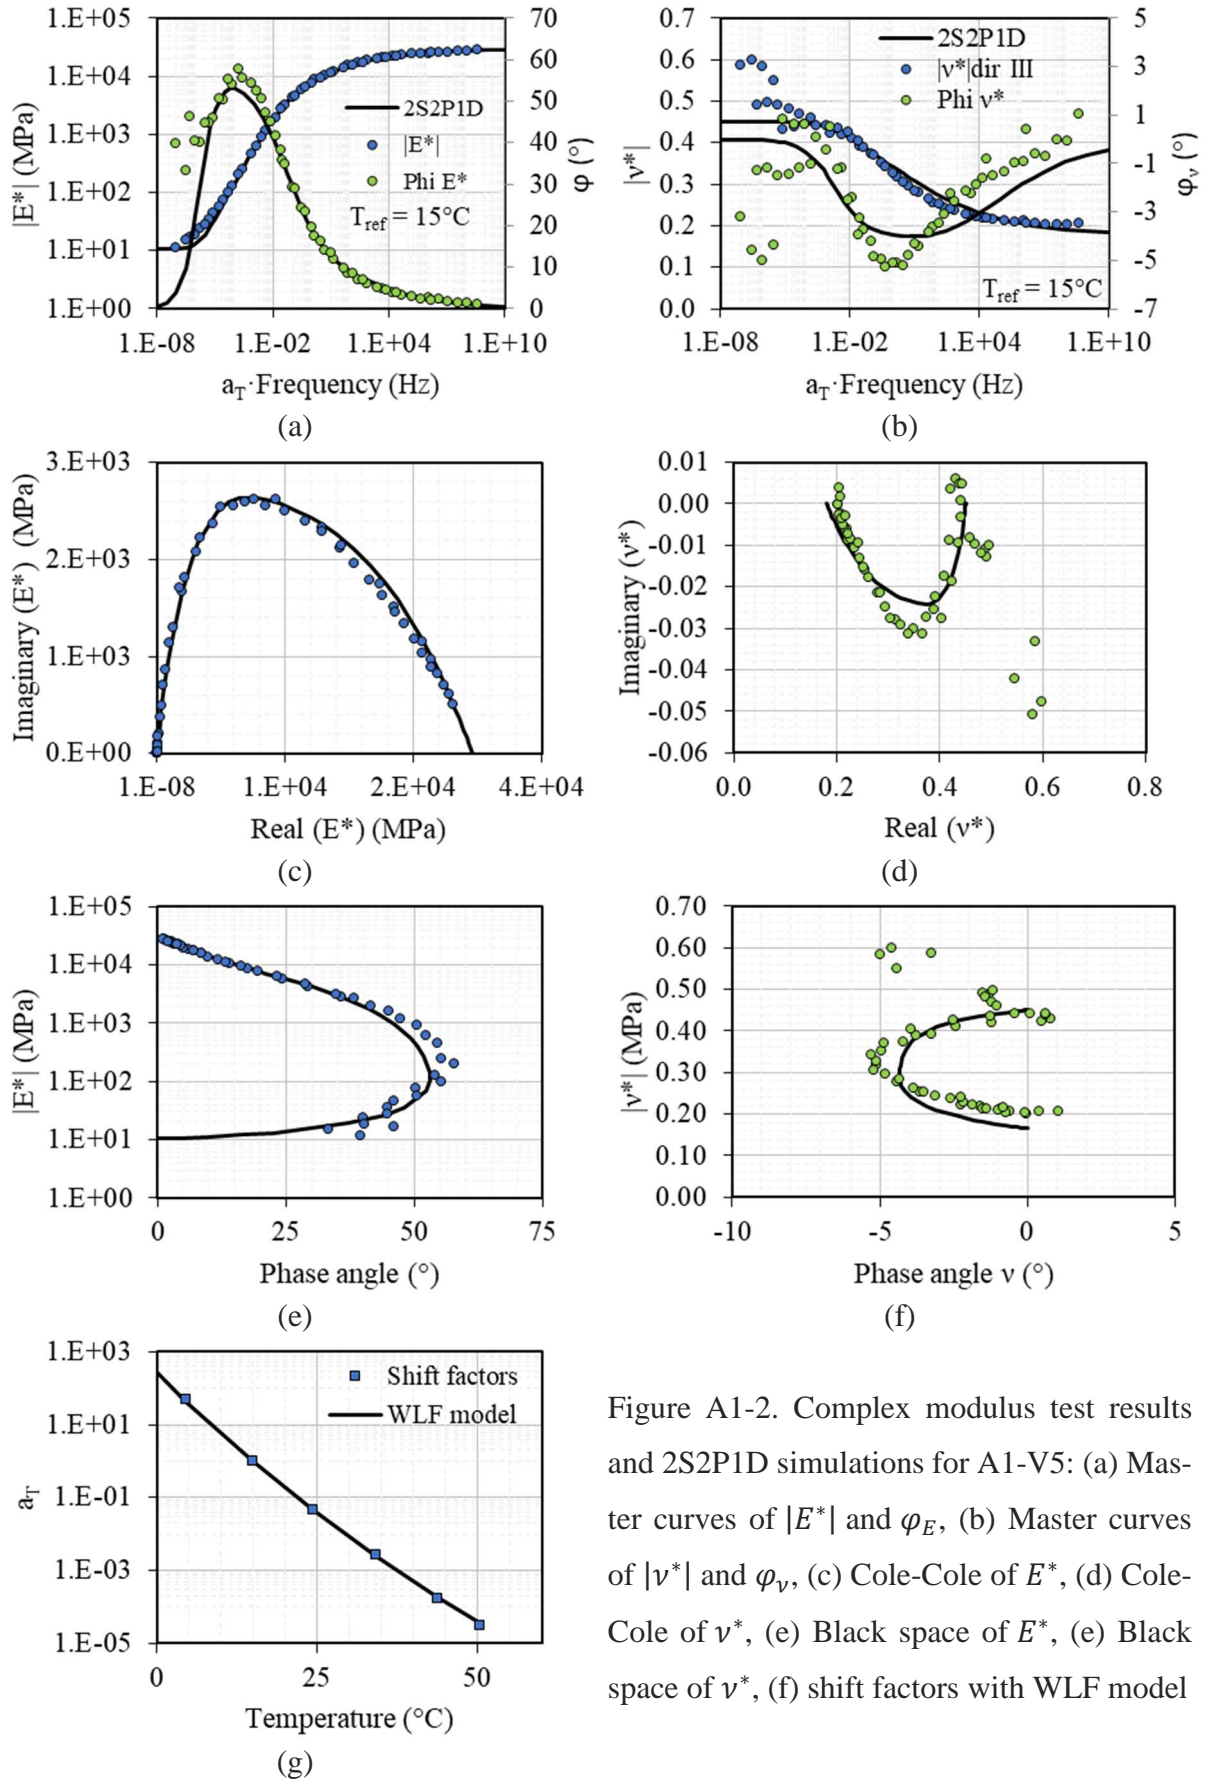 1.E+05
1.E+04
1.E+03
1.E+02
1.E+01
1.E+00
|E*| (MPa)
70
60
50
40
30
20
10
0
φ (°)
2S2P1D
|E*|
Phi E*
Tref = 15°C
1.E-08 1.E-02 1.E+04 1.E+10
aT·Frequency (Hz)
(a)
0.7
0.6
0.5
0.4
0.3
0.2
0.1
0.0
|ν*|
5
3
1
-1
-3
-5
-7
φν (°)
2S2P1D
|ν*|dir III
Phi ν*
Tref = 15°C
1.E-08 1.E-02 1.E+04 1.E+10
aT·Frequency (Hz)
(b)
3.E+03
2.E+03
1.E+03
0.E+00
Imaginary (E*) (MPa)
1.E-08 1.E+04 2.E+04 4.E+04
Real (E*) (MPa)
(c)
0.01
0.00
-0.01
-0.02
-0.03
-0.04
-0.05
-0.06
Imaginary (ν*)
0.0 0.2 0.4 0.6 0.8
Real (ν*)
(d)
1.E+05
1.E+04
1.E+03
1.E+02
1.E+01
1.E+00
|E*| (MPa)
0 25 50 75
Phase angle (°)
(e)
0.70
0.60
0.50
0.40
0.30
0.20
0.10
0.00
|ν*| (MPa)
-10 -5 0 5
Phase angle ν (°)
(f)
1.E+03
1.E+01
1.E-01
1.E-03
1.E-05
aT
Shift factors
WLF model
0 25 50
Temperature (°C)
(g)
Figure A1-2. Complex modulus test results
and 2S2P1D simulations for A1-V5: (a) Mas-
ter curves of |E*| and φE, (b) Master curves
of |ν*| and φν, (c) Cole-Cole of E*, (d) Cole-
Cole of ν*, (e) Black space of E*, (e) Black
space of ν*, (f) shift factors with WLF model